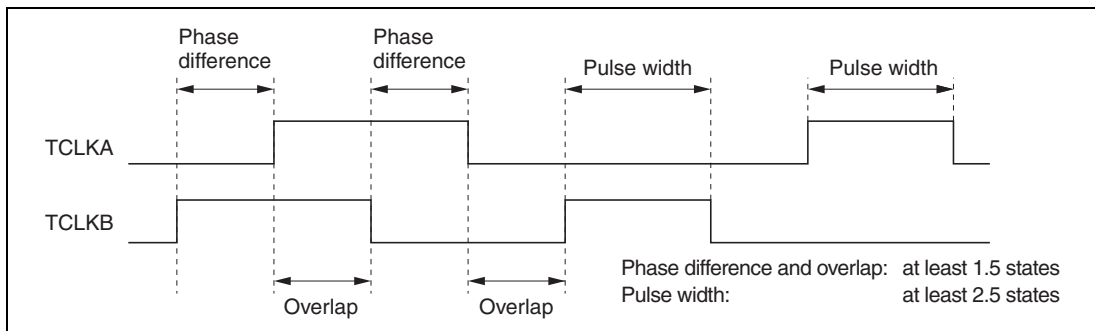 Phase
difference
Phase
difference
Pulse width
Pulse width
TCLKA
TCLKB
Overlap
Overlap
Phase difference and overlap: at least 1.5 states
Pulse width: at least 2.5 states